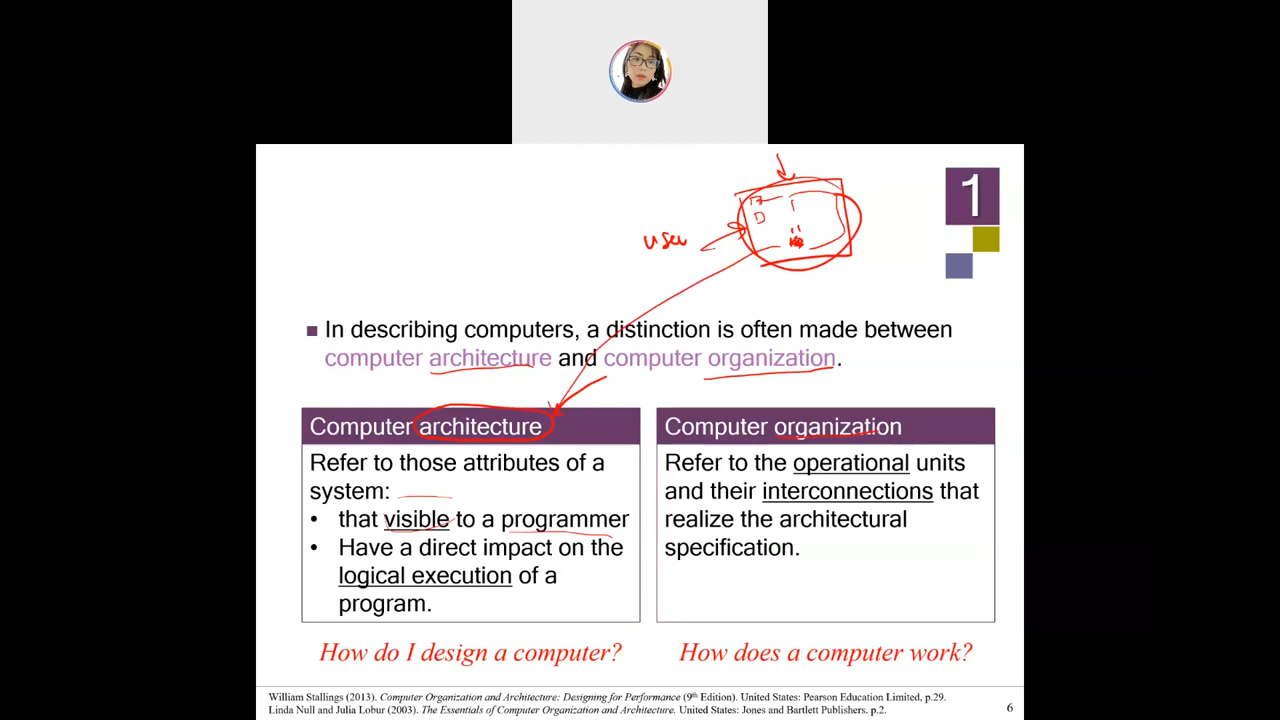 1
user
■ In describing computers, a distinction is often made between
computer architecture and computer organization.
Computer architecture
Refer to those attributes of a
system:
• that visible to a programmer
• Have a direct impact on the
logical execution of a
program.
Computer organization
Refer to the operational units
and their interconnections that
realize the architectural
specification.
How do I design a computer?
How does a computer work?
William Stallings (2013). Computer Organization and Architecture: Designing for Performance (9th Edition). United States: Pearson Education Limited, p.29.
Linda Null and Julia Lobur (2003). The Essentials of Computer Organization and Architecture. United States: Jones and Bartlett Publishers. p.2.
6